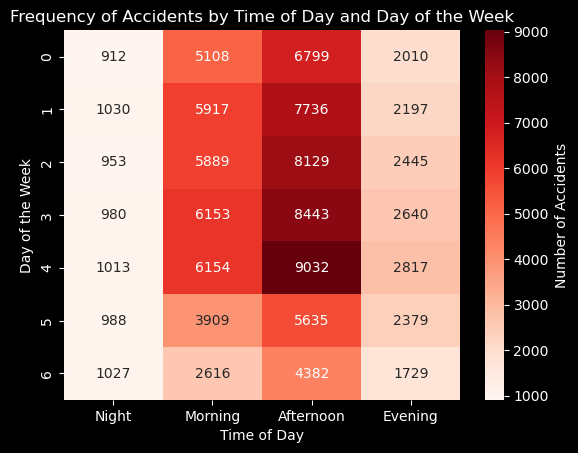 Frequency of Accidents by Time of Day and Day of the Week
Day of the Week
0 912 5108 6799 2010
1 1030 5917 7736 2197
2 953 5889 8129 2445
3 980 6153 8443 2640
4 1013 6154 9032 2817
5 988 3909 5635 2379
6 1027 2616 4382 1729
Night Morning Afternoon Evening
Time of Day
9000
8000
7000
6000
5000
4000
3000
2000
1000
Number of Accidents